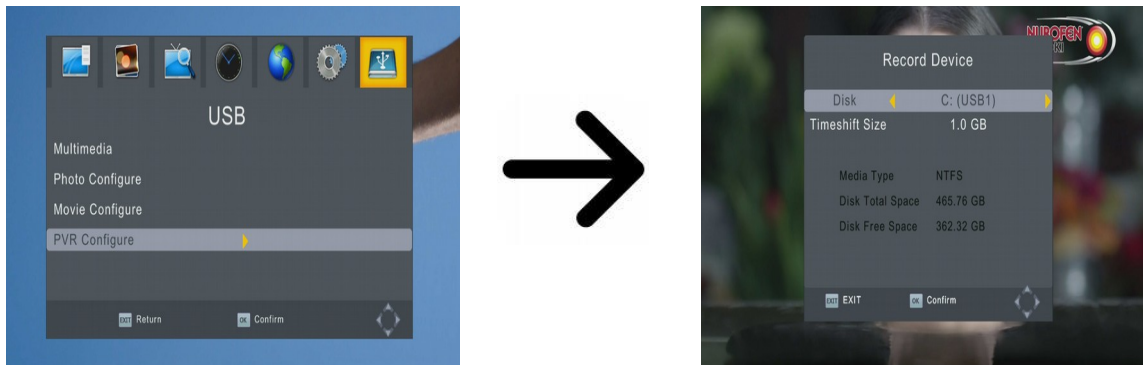 USB
Multimedia
Photo Configure
Movie Configure
PVR Configure
EXIT Return
OK Confirm
NUROFEN
KI
Record Device
Disk C: (USB1)
Timeshift Size 1.0 GB
Media Type NTFS
Disk Total Space 465.76 GB
Disk Free Space 362.32 GB
EXIT EXIT
OK Confirm